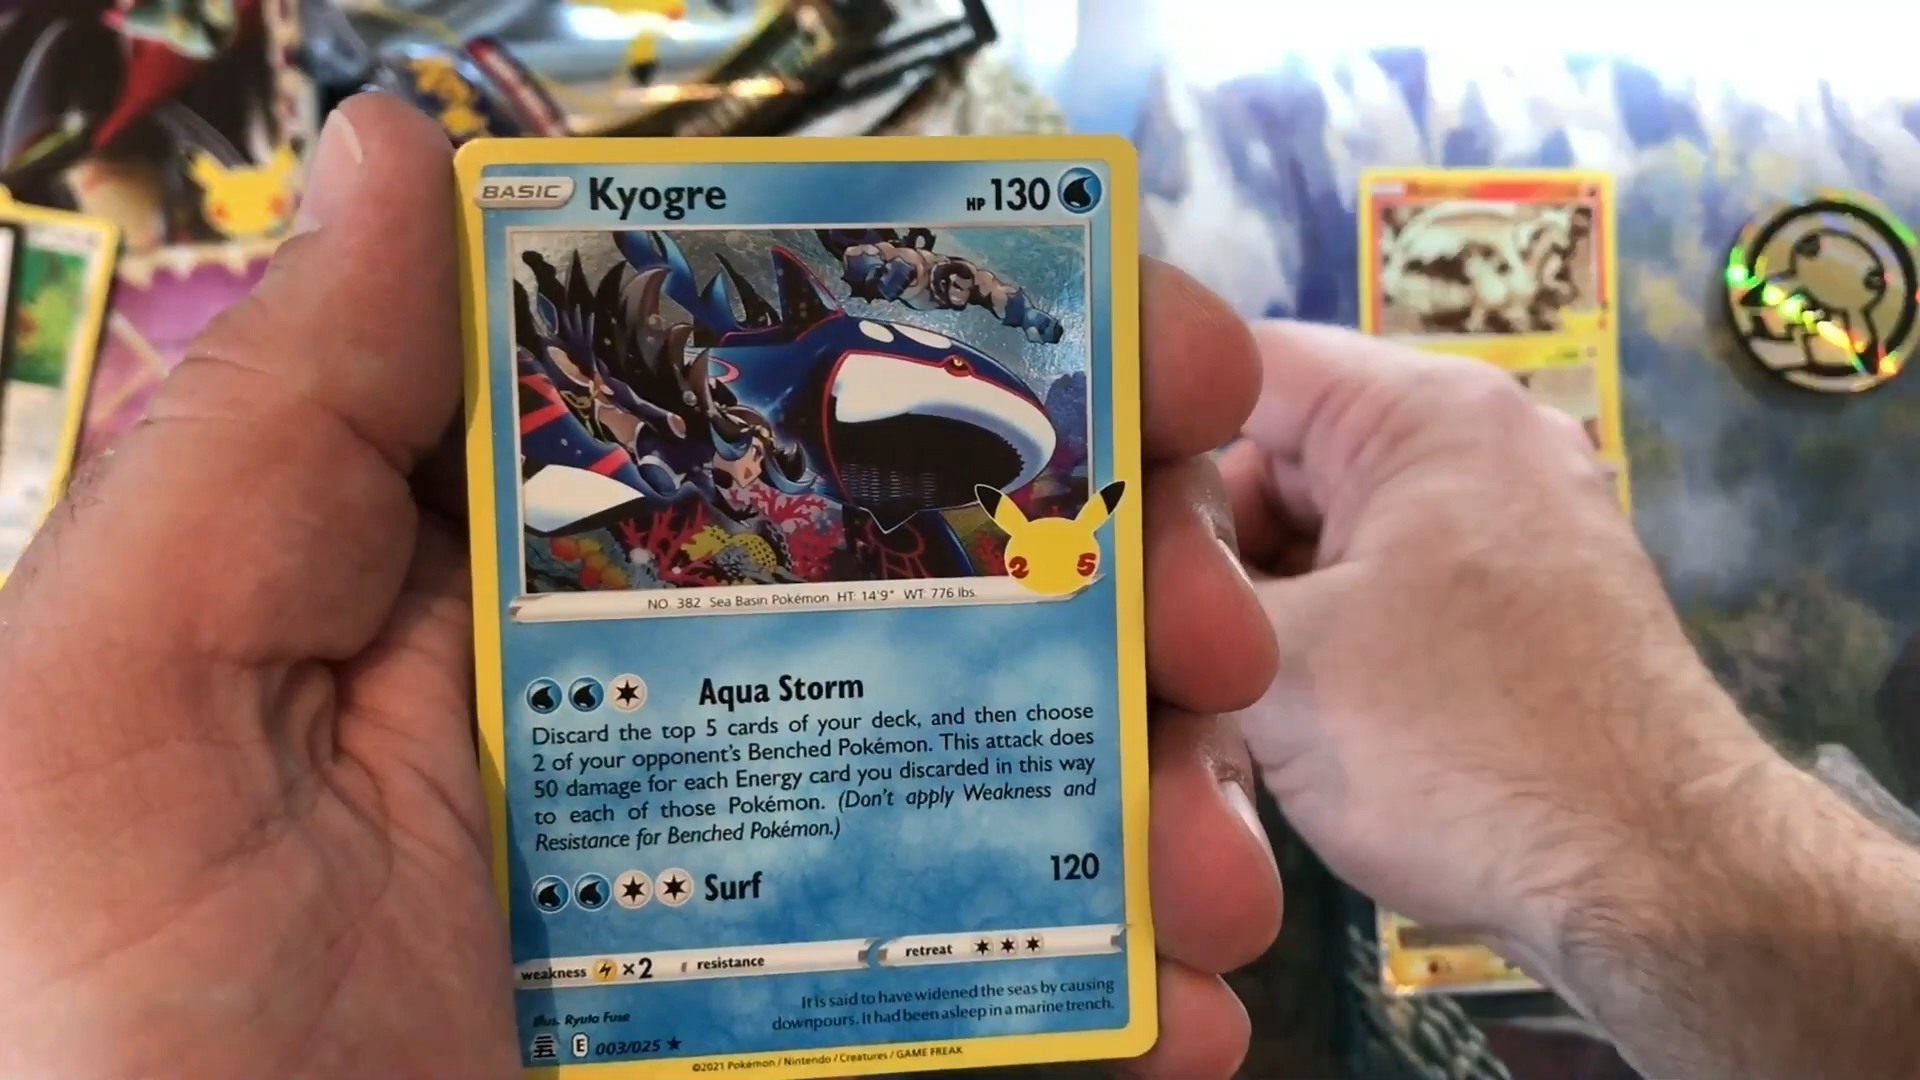 BASIC Kyogre HP 130
2 5
NO. 382 Sea Basin Pokémon HT: 14'9" WT: 776 lbs.
Aqua Storm
Discard the top 5 cards of your deck, and then choose
2 of your opponent's Benched Pokémon. This attack does
50 damage for each Energy card you discarded in this way
to each of those Pokémon. (Don't apply Weakness and
Resistance for Benched Pokémon.)
Surf 120
weakness ×2 resistance retreat
It is said to have widened the seas by causing
downpours. It had been asleep in a marine trench.
Illus. Ryuta Fuse
E 003/025 ★
©2021 Pokémon / Nintendo / Creatures / GAME FREAK